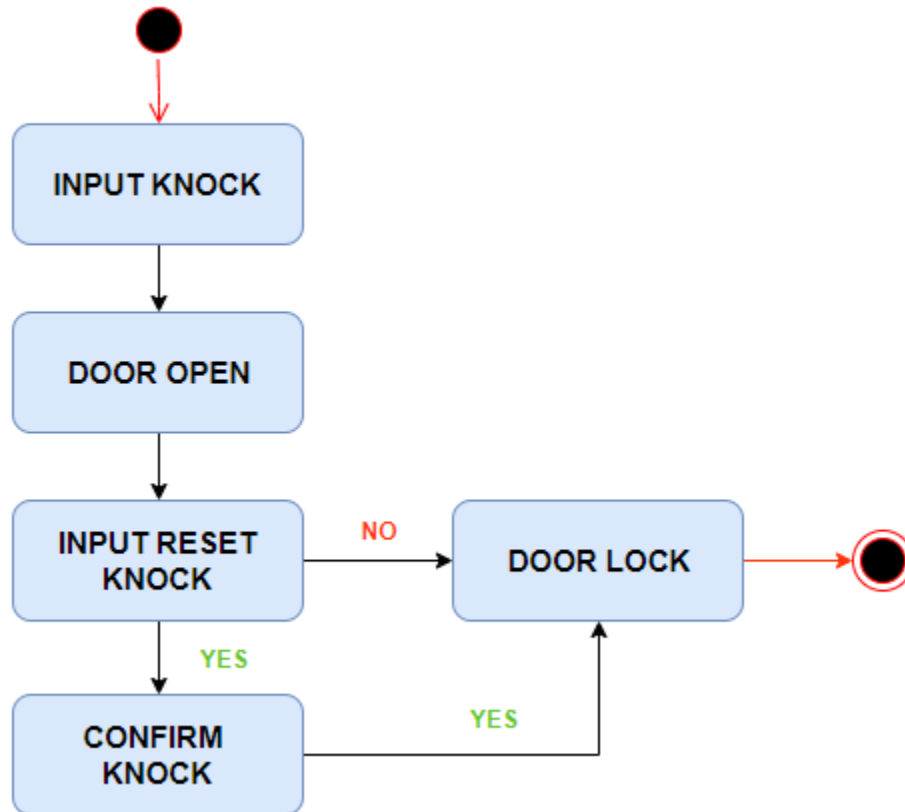 INPUT KNOCK
DOOR OPEN
INPUT RESET
KNOCK
NO
DOOR LOCK
YES
CONFIRM
KNOCK
YES